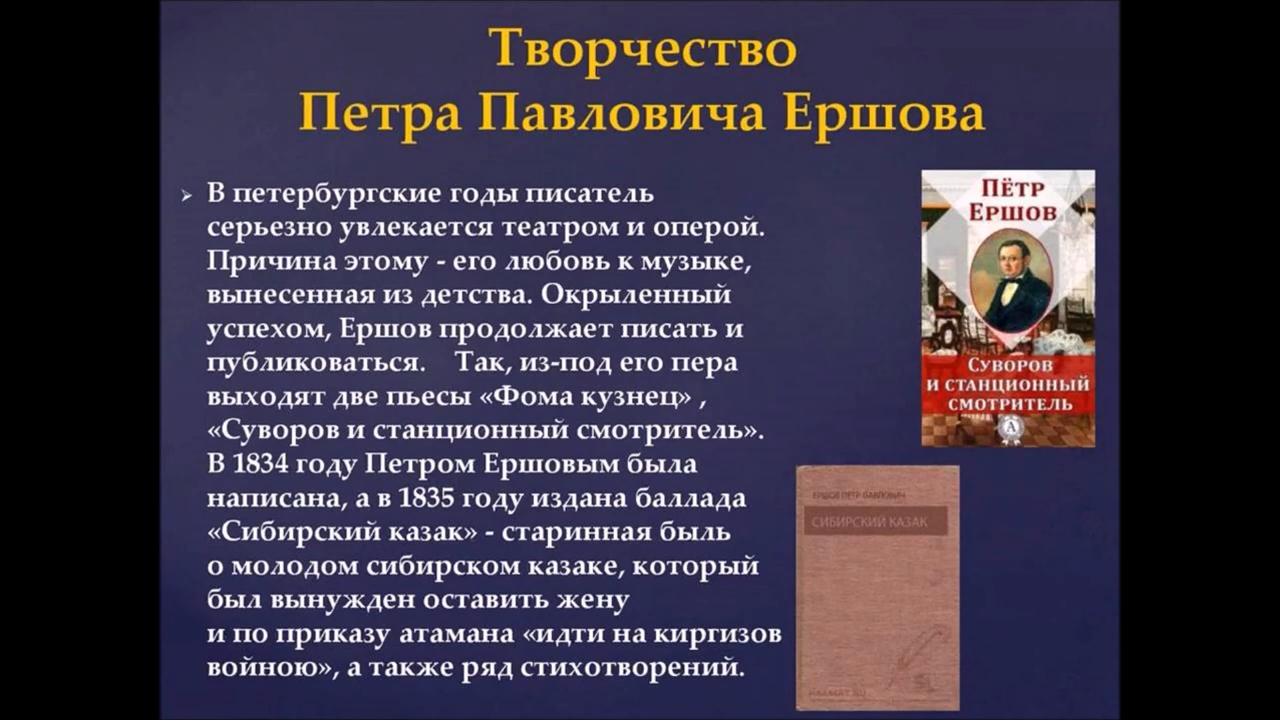 Творчество
Петра Павловича Ершова
В петербургские годы писатель
серьезно увлекается театром и оперой.
Причина этому - его любовь к музыке,
вынесенная из детства. Окрыленный
успехом, Ершов продолжает писать и
публиковаться. Так, из-под его пера
выходят две пьесы «Фома кузнец» ,
«Суворов и станционный смотритель».
В 1834 году Петром Ершовым была
написана, а в 1835 году издана баллада
«Сибирский казак» - старинная быль
о молодом сибирском казаке, который
был вынужден оставить жену
и по приказу атамана «идти на киргизов
войною», а также ряд стихотворений.
ПЁТР
ЕРШОВ
СУВОРОВ
И СТАНЦИОННЫЙ
СМОТРИТЕЛЬ
А
ЕРШОВ ПЕТР ПАВЛОВИЧ
СИБИРСКИЙ КАЗАК